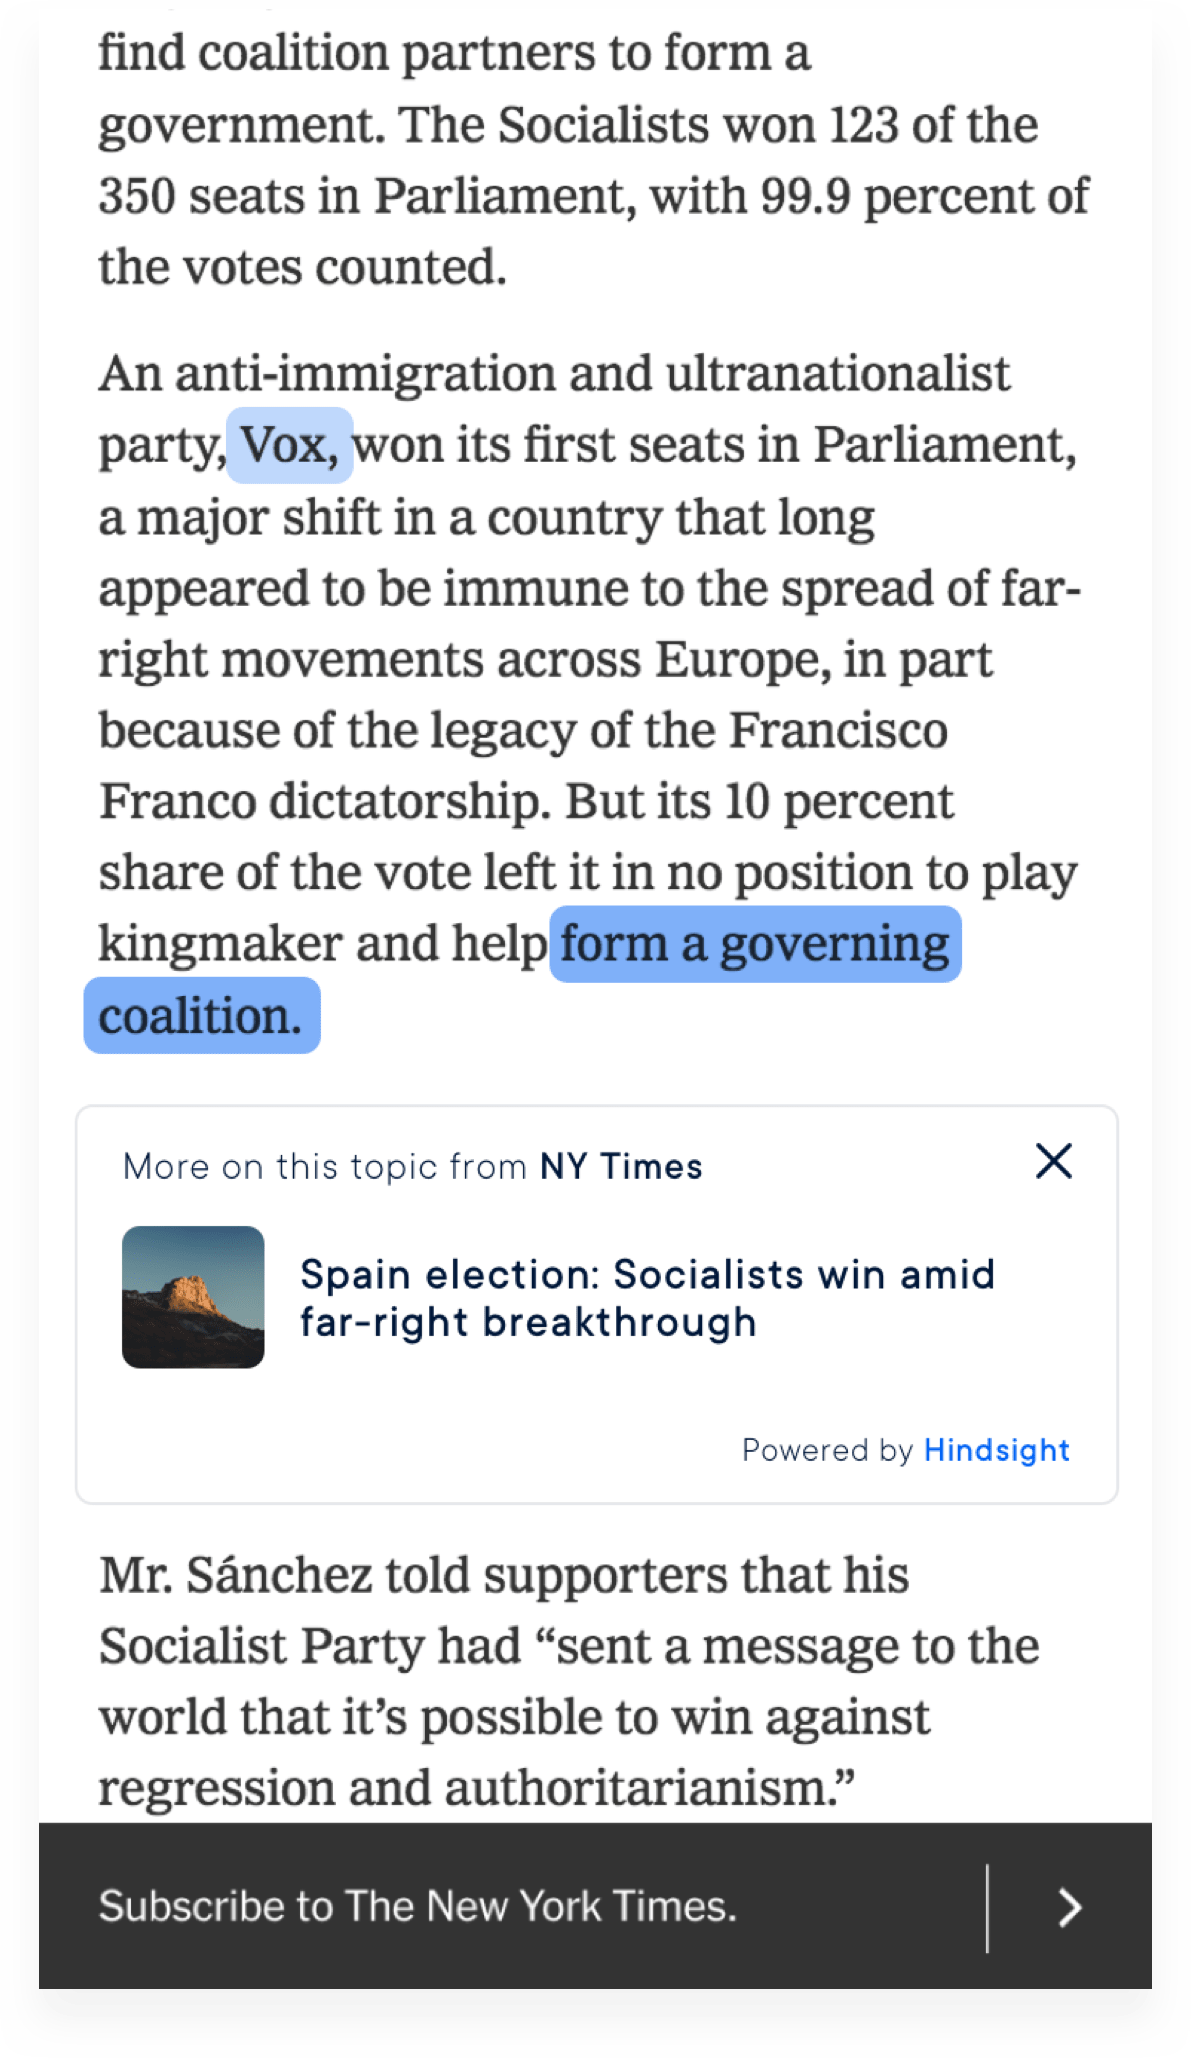 find coalition partners to form a
government. The Socialists won 123 of the
350 seats in Parliament, with 99.9 percent of
the votes counted.
An anti-immigration and ultranationalist
party, Vox, won its first seats in Parliament,
a major shift in a country that long
appeared to be immune to the spread of far-
right movements across Europe, in part
because of the legacy of the Francisco
Franco dictatorship. But its 10 percent
share of the vote left it in no position to play
kingmaker and help form a governing
coalition.
More on this topic from NY Times
Spain election: Socialists win amid
far-right breakthrough
Powered by Hindsight
Mr. Sánchez told supporters that his
Socialist Party had “sent a message to the
world that it’s possible to win against
regression and authoritarianism.”
Subscribe to The New York Times.